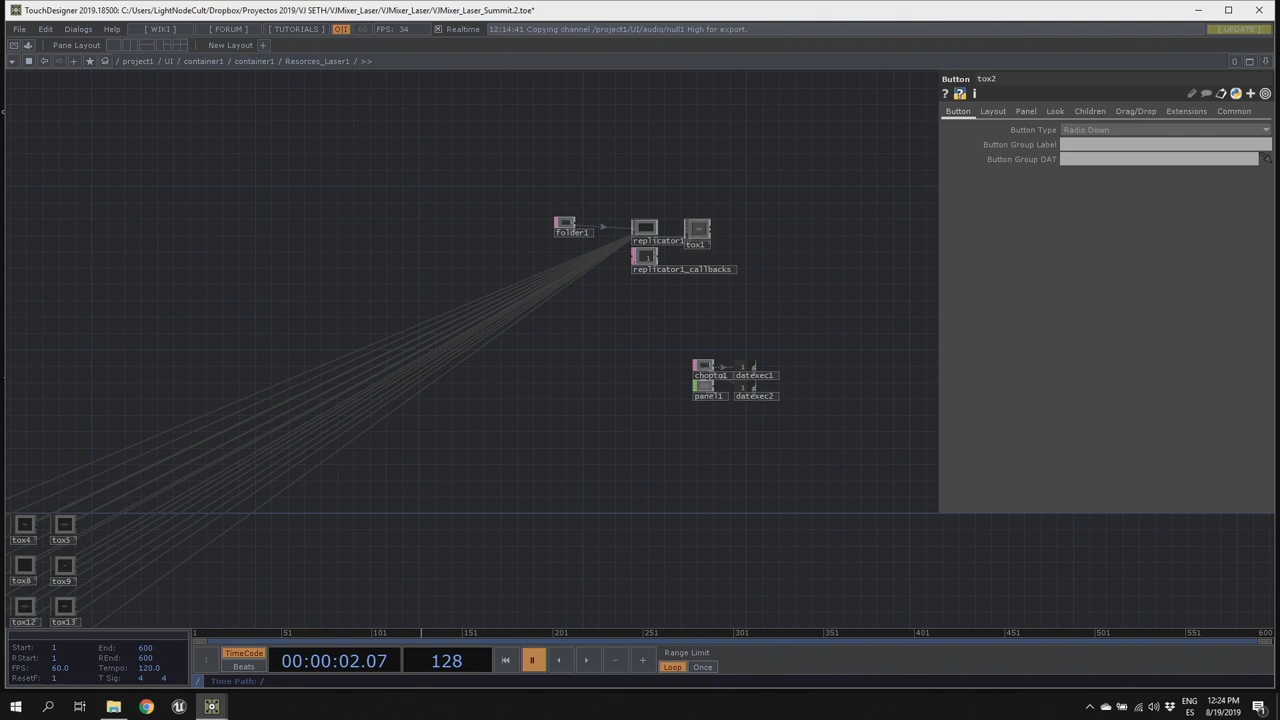 TouchDesigner 2019.18500: C:/Users/LightNodeCult/Dropbox/Proyectos 2019/VJ SETH/VJMixer_Laser/VJMixer_Laser/VJMixer_Laser_Summit.2.toe*
File Edit Dialogs Help [ WIKI ] [ FORUM ] [ TUTORIALS ] O|I 60 FPS: 34 Realtime 12:14:41 Copying channel /project1/UI/audio/null1 High for export. [ UPDATE ]
Pane Layout New Layout +
/ project1 / UI / container1 / container1 / Resorces_Laser1 / >> 0
Button tox2
? ? i
Button Layout Panel Look Children Drag/Drop Extensions Common
Button Type Radio Down
Button Group Label
Button Group DAT
folder1
replicator1
tox1
replicator1_callbacks
chopto1 datexec1
panel1 datexec2
tox4 tox5
tox8 tox9
tox12 tox13
1 51 101 151 201 251 301 351 401 451 501 551 600
Start: 1 End: 600
RStart: 1 REnd: 600
FPS: 60.0 Tempo: 120.0
ResetF: 1 T Sig: 4 4
TimeCode
Beats
00:00:02.07 128
Range Limit
Loop Once
/ Time Path: /
ENG
ES
12:24 PM
8/19/2019